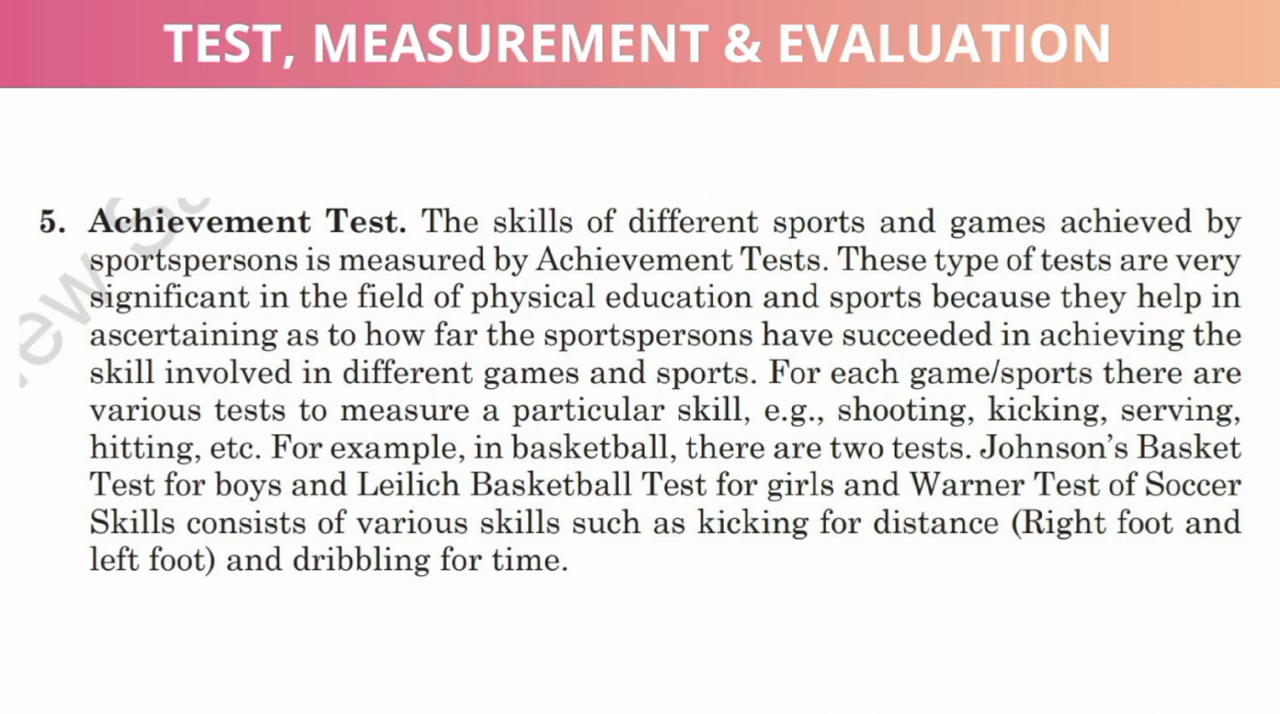 TEST, MEASUREMENT & EVALUATION
5. Achievement Test. The skills of different sports and games achieved by
sportspersons is measured by Achievement Tests. These type of tests are very
significant in the field of physical education and sports because they help in
ascertaining as to how far the sportspersons have succeeded in achieving the
skill involved in different games and sports. For each game/sports there are
various tests to measure a particular skill, e.g., shooting, kicking, serving,
hitting, etc. For example, in basketball, there are two tests. Johnson’s Basket
Test for boys and Leilich Basketball Test for girls and Warner Test of Soccer
Skills consists of various skills such as kicking for distance (Right foot and
left foot) and dribbling for time.